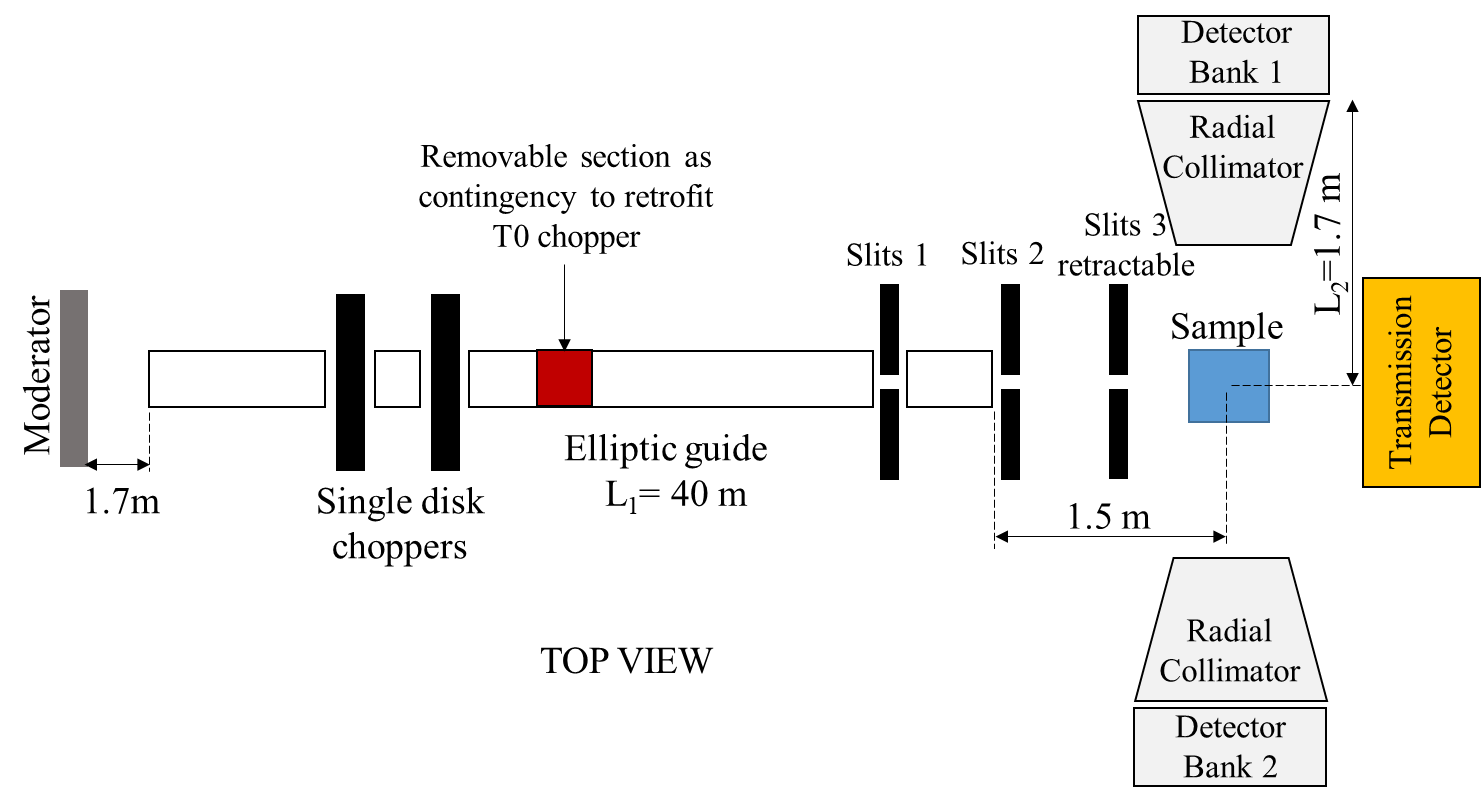 Detector
Bank 1
Radial
Collimator
Removable section as
contingency to retrofit
T0 chopper
Slits 1
Slits 2
Slits 3
retractable
L2=1.7 m
Moderator
Sample
Transmission
Detector
1.7m
Single disk
choppers
Elliptic guide
L1= 40 m
1.5 m
TOP VIEW
Radial
Collimator
Detector
Bank 2